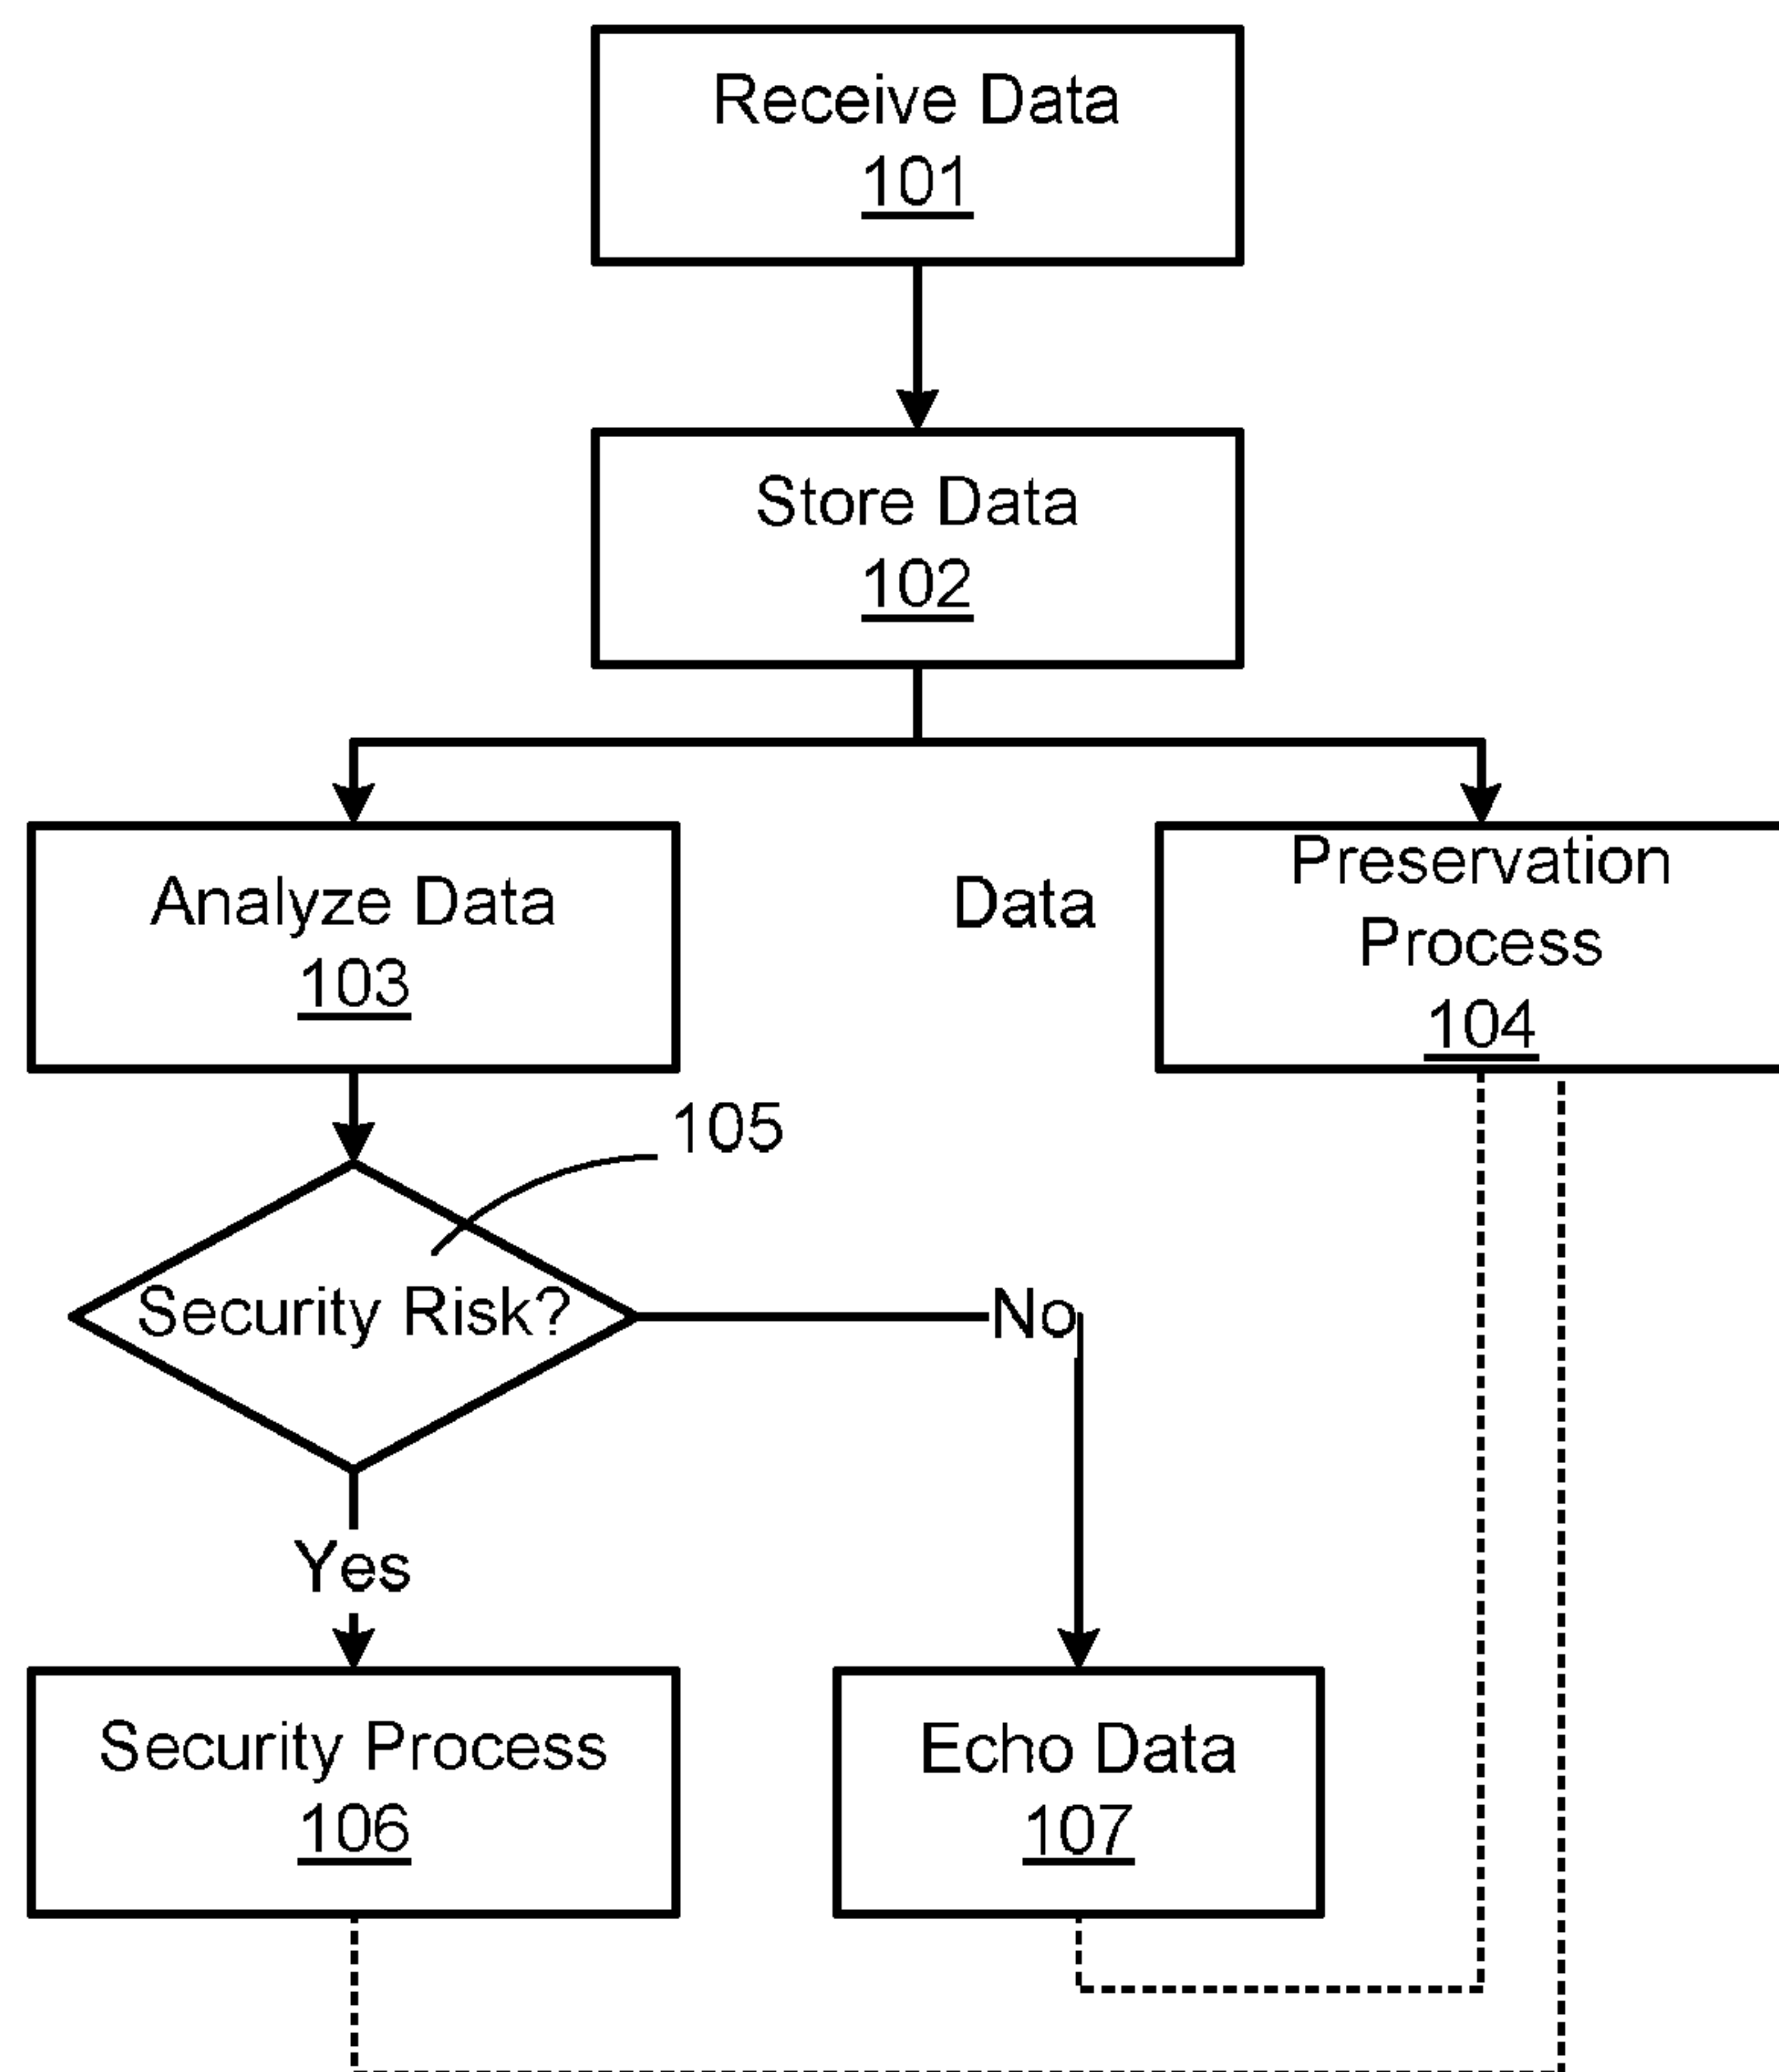 Receive Data
101
Store Data
102
Analyze Data
103
Data
Preservation
Process
104
105
Security Risk?
No
Yes
Security Process
106
Echo Data
107